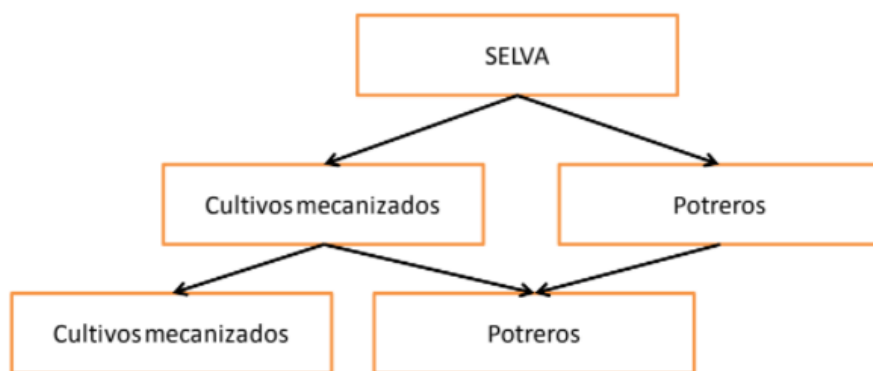 SELVA
Cultivos mecanizados
Potreros
Cultivos mecanizados
Potreros